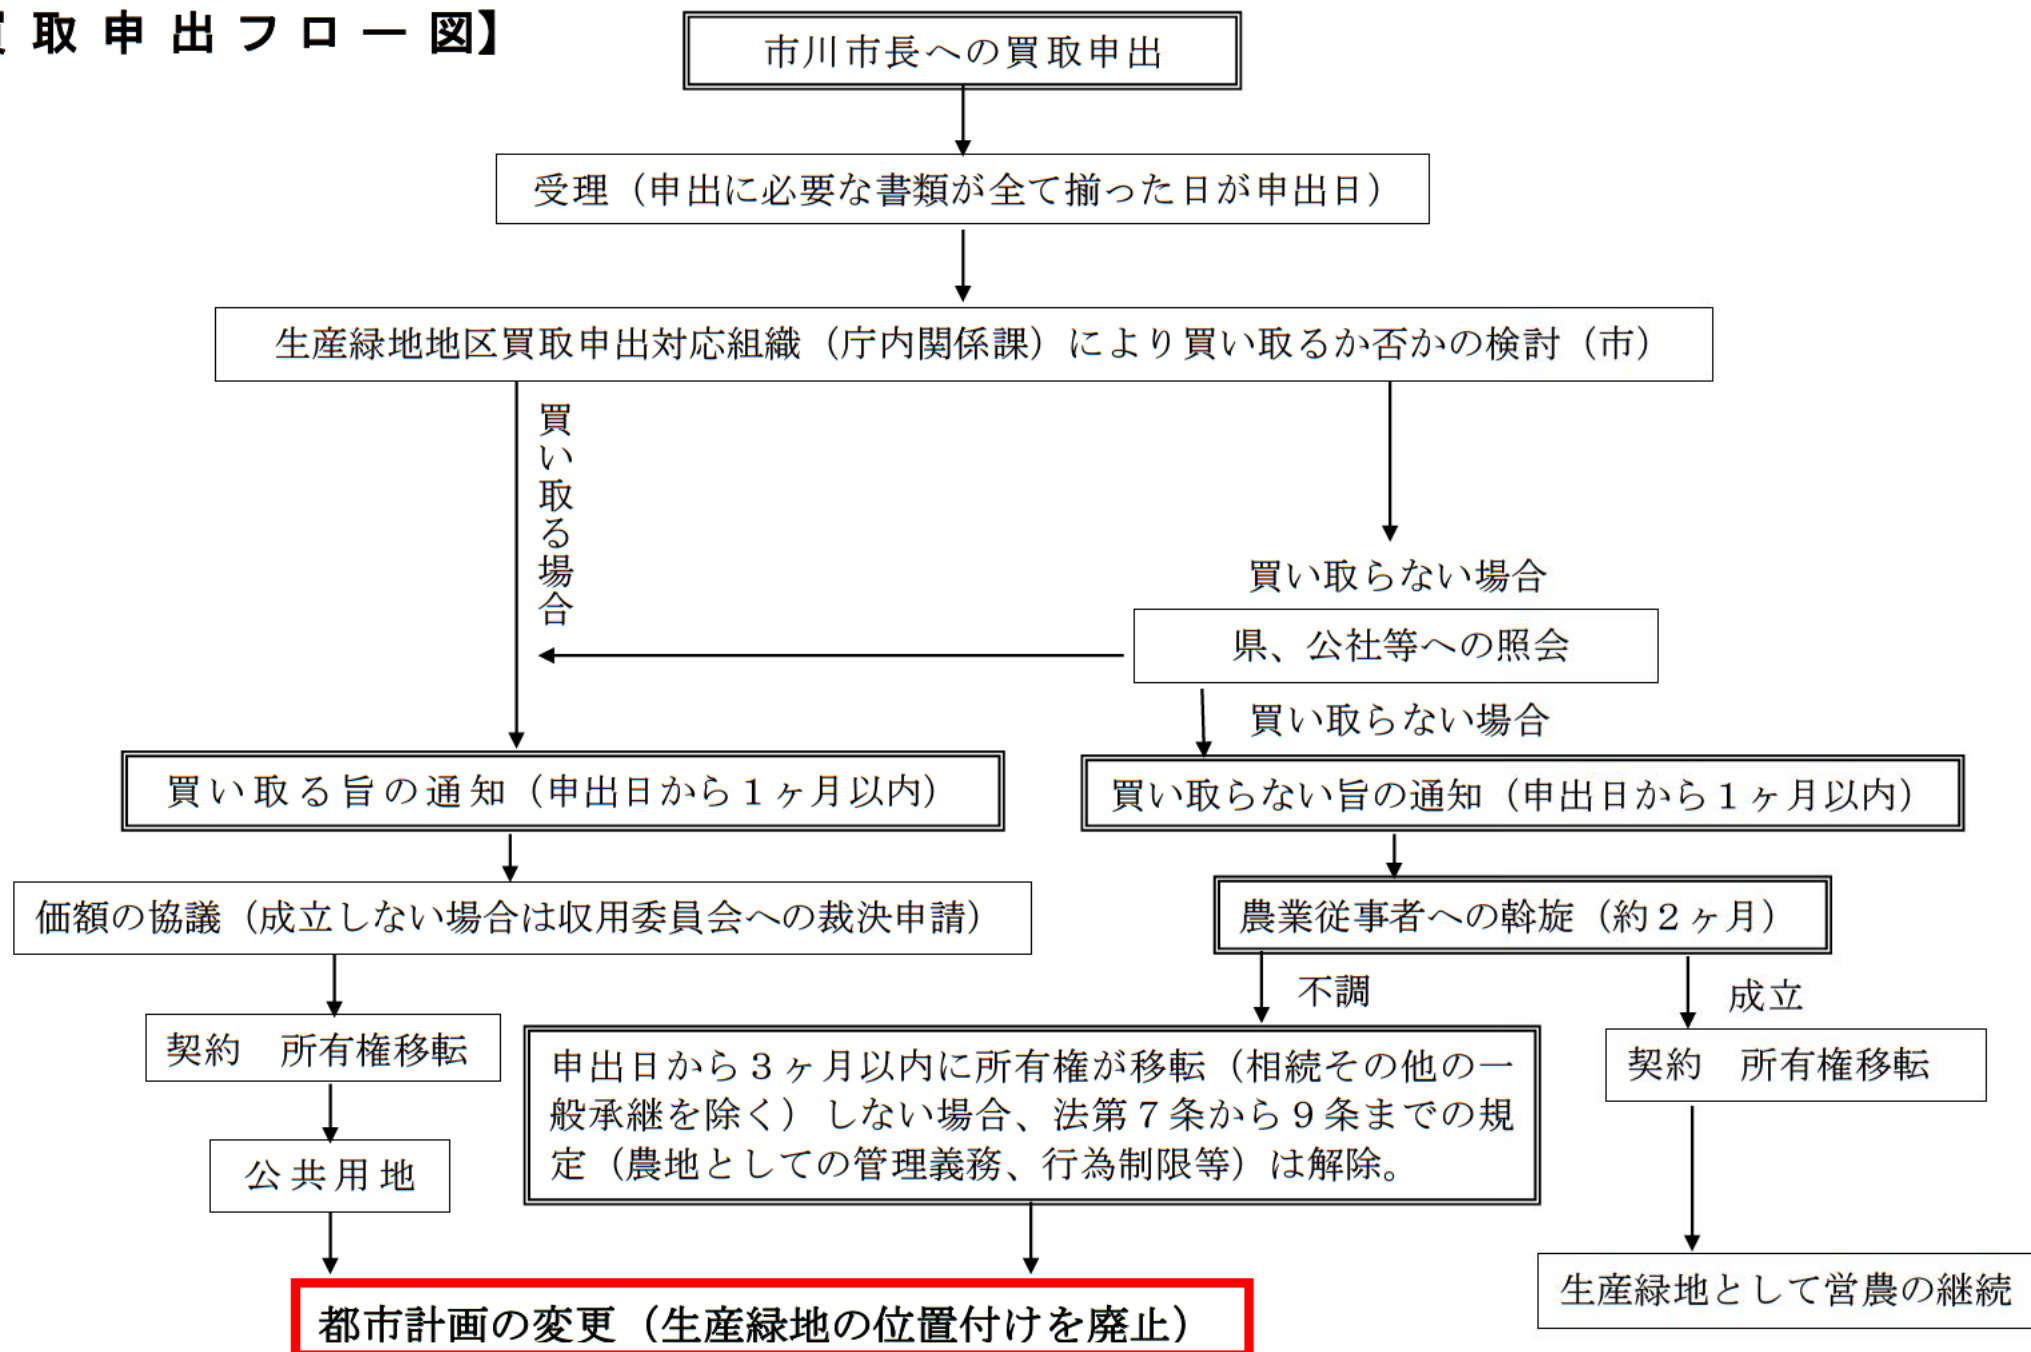 取申出フロー図】
市川市長への買取申出
受理（申出に必要な書類が全て揃った日が申出日）
生産緑地地区買取申出対応組織（庁内関係課）により買い取るか否かの検討（市）
買い取る場合
買い取らない場合
県、公社等への照会
買い取らない場合
買い取る旨の通知（申出日から１ヶ月以内）
買い取らない旨の通知（申出日から１ヶ月以内）
価額の協議（成立しない場合は収用委員会への裁決申請）
農業従事者への斡旋（約２ヶ月）
不調
成立
契約　所有権移転
申出日から３ヶ月以内に所有権が移転（相続その他の一
般承継を除く）しない場合、法第７条から９条までの規
定（農地としての管理義務、行為制限等）は解除。
契約　所有権移転
公共用地
生産緑地として営農の継続
都市計画の変更（生産緑地の位置付けを廃止）